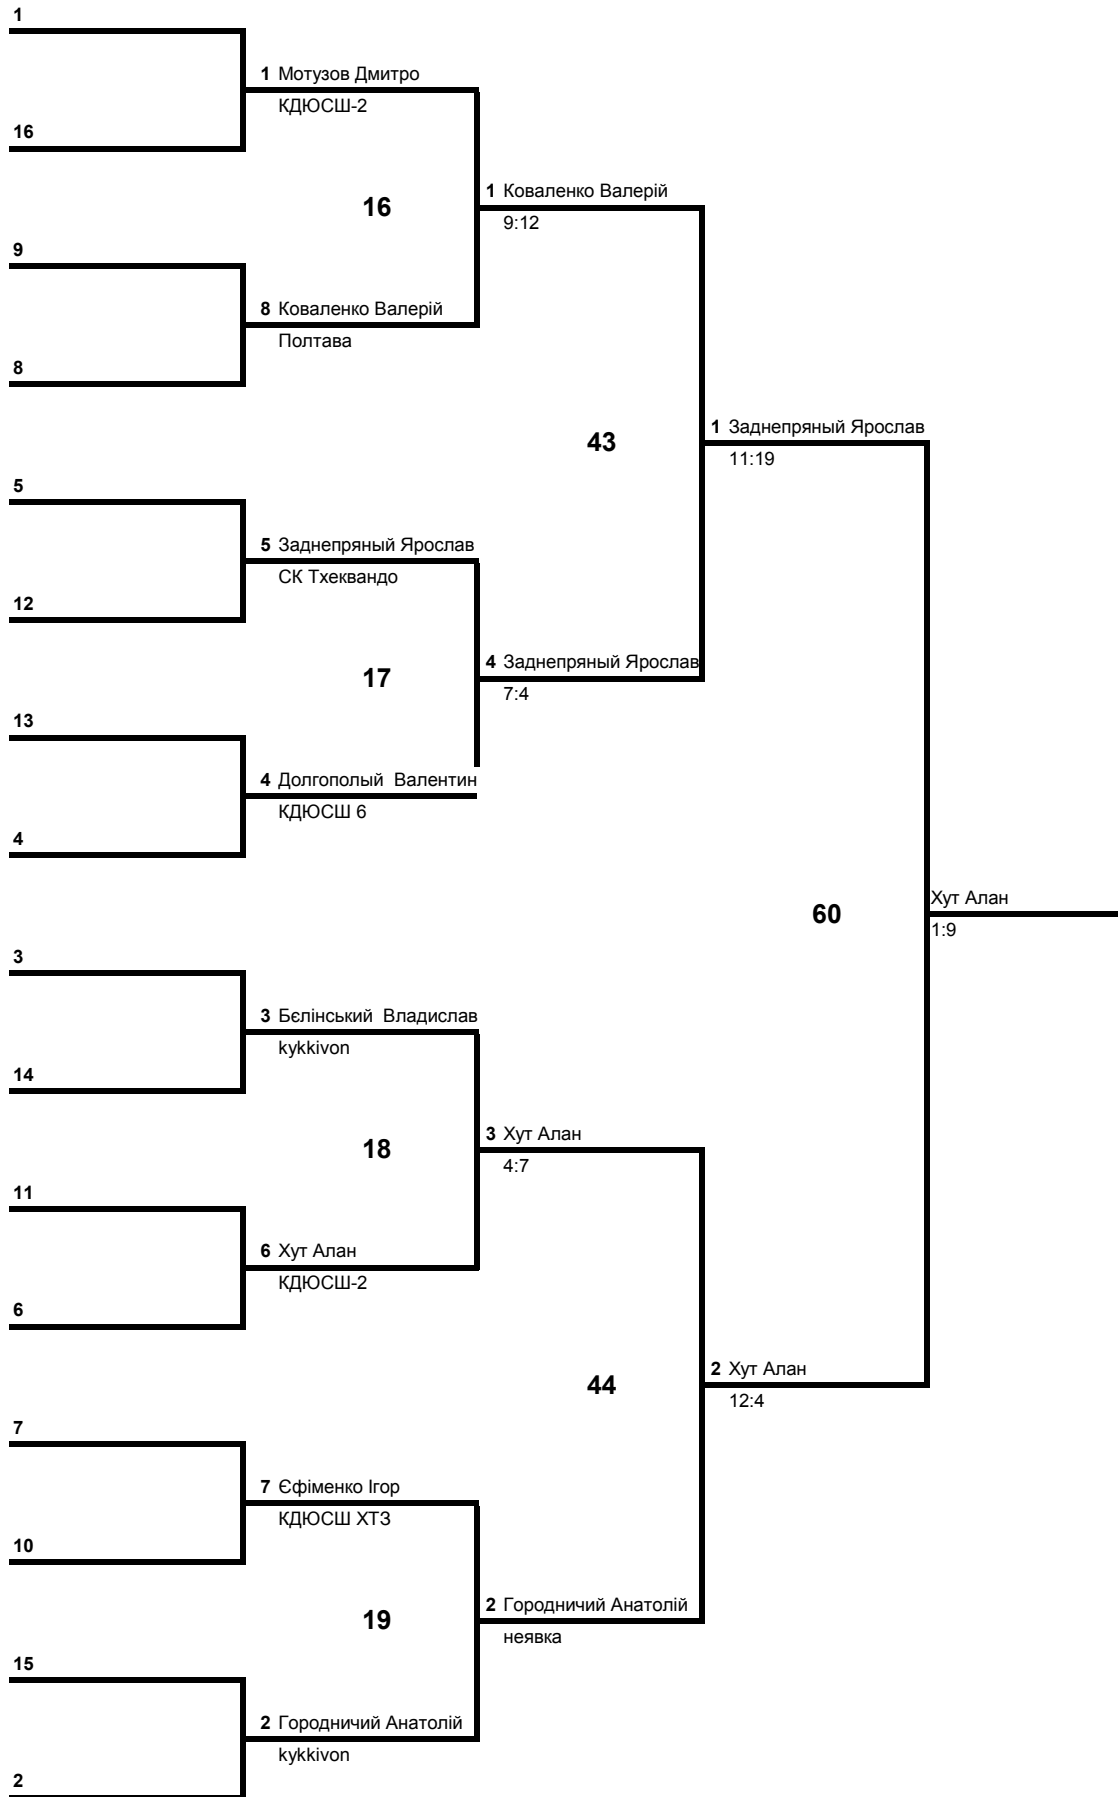 1
1 Мотузов Дмитро
КДЮСШ-2
16
16
1 Коваленко Валерій
9:12
9
8 Коваленко Валерій
Полтава
8
43
1 Заднепряный Ярослав
11:19
5
5 Заднепряный Ярослав
СК Тхеквандо
12
17
4 Заднепряный Ярослав
7:4
13
4 Долгополый Валентин
КДЮСШ 6
4
60
Хут Алан
1:9
3
3 Бєлінський Владислав
kykkivon
14
18
3 Хут Алан
4:7
11
6 Хут Алан
КДЮСШ-2
6
44
2 Хут Алан
12:4
7
7 Єфіменко Ігор
КДЮСШ ХТЗ
10
19
2 Городничий Анатолій
неявка
15
2 Городничий Анатолій
kykkivon
2